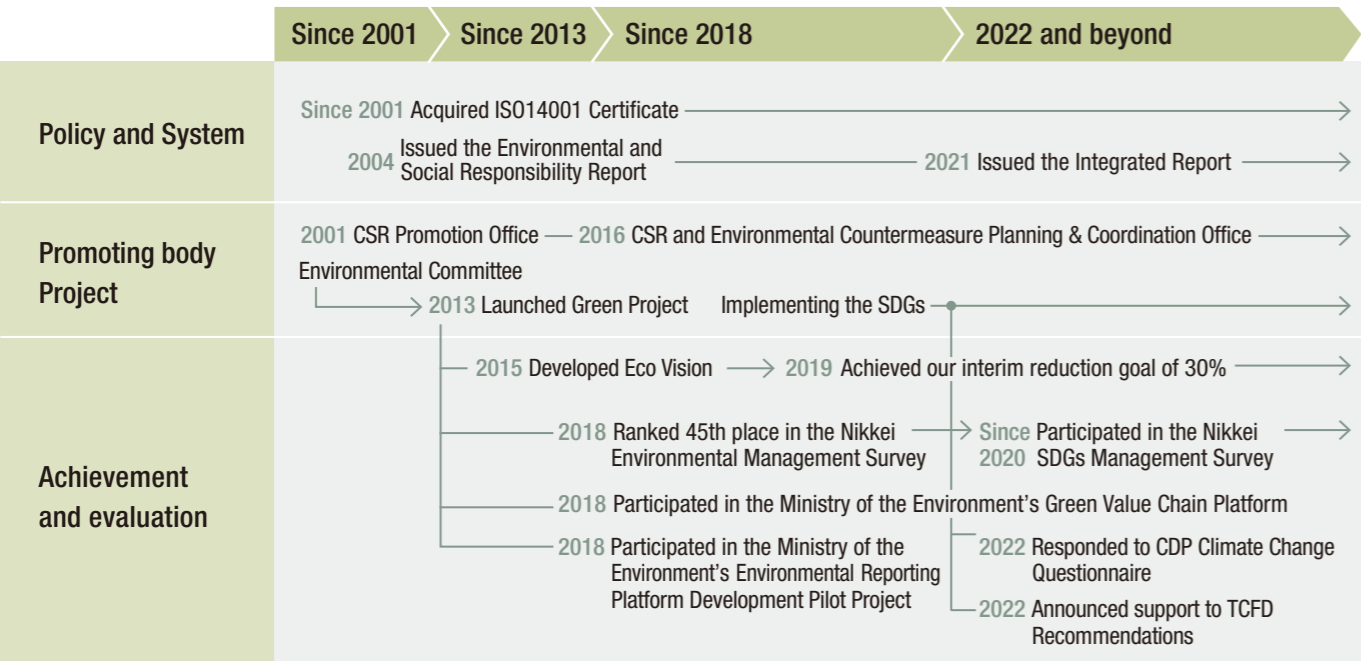 Since 2001
Since 2013
Since 2018
2022 and beyond
Policy and System
Since 2001 Acquired ISO14001 Certificate
2004 Issued the Environmental and
Social Responsibility Report
2021 Issued the Integrated Report
Promoting body
Project
2001 CSR Promotion Office
2016 CSR and Environmental Countermeasure Planning & Coordination Office
Environmental Committee
2013 Launched Green Project
Implementing the SDGs
Achievement
and evaluation
2015 Developed Eco Vision
2019 Achieved our interim reduction goal of 30%
2018 Ranked 45th place in the Nikkei
Environmental Management Survey
Since Participated in the Nikkei
2020 SDGs Management Survey
2018 Participated in the Ministry of the Environment's Green Value Chain Platform
2018 Participated in the Ministry of the
Environment's Environmental Reporting
Platform Development Pilot Project
2022 Responded to CDP Climate Change
Questionnaire
2022 Announced support to TCFD
Recommendations